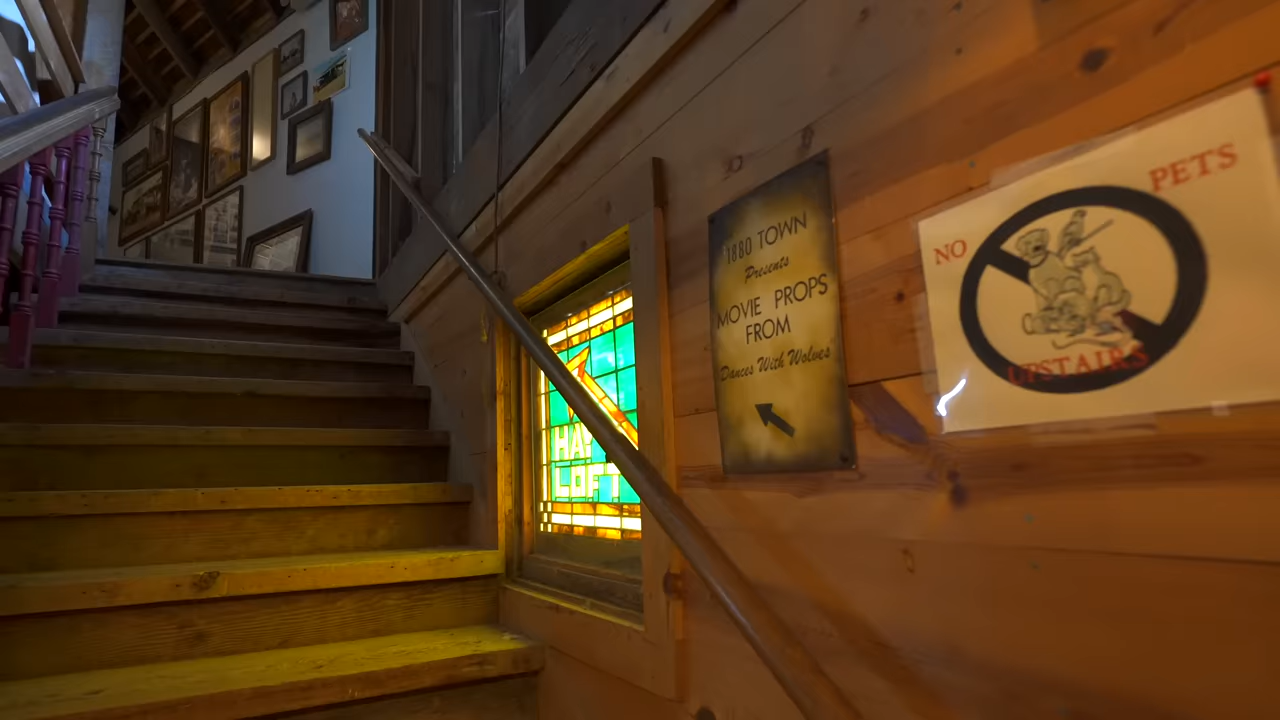 HAY
LOFT
1880 TOWN
Presents
MOVIE PROPS
FROM
Dances With Wolves
NO PETS
UPSTAIRS